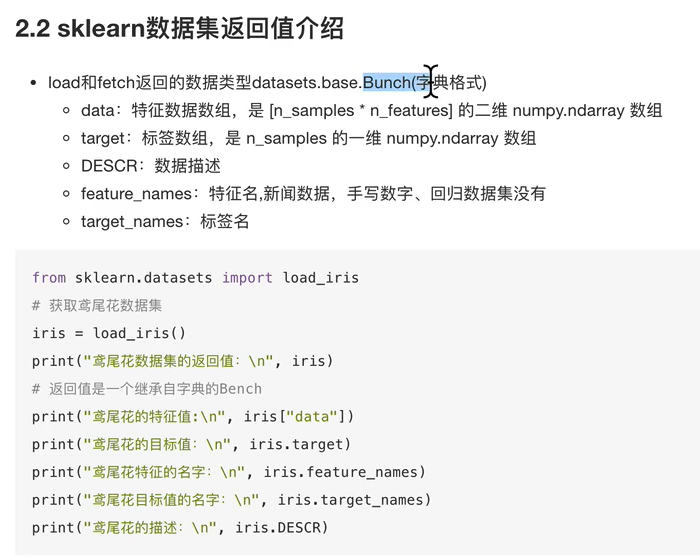 2.2 sklearn数据集返回值介绍
load和fetch返回的数据类型datasets.base.Bunch(字典格式)
data：特征数据数组，是 [n_samples * n_features] 的二维 numpy.ndarray 数组
target：标签数组，是 n_samples 的一维 numpy.ndarray 数组
DESCR：数据描述
feature_names：特征名,新闻数据，手写数字、回归数据集没有
target_names：标签名
from sklearn.datasets import load_iris
# 获取鸢尾花数据集
iris = load_iris()
print("鸢尾花数据集的返回值：\n", iris)
# 返回值是一个继承自字典的Bench
print("鸢尾花的特征值:\n", iris["data"])
print("鸢尾花的目标值：\n", iris.target)
print("鸢尾花特征的名字：\n", iris.feature_names)
print("鸢尾花目标值的名字：\n", iris.target_names)
print("鸢尾花的描述：\n", iris.DESCR)